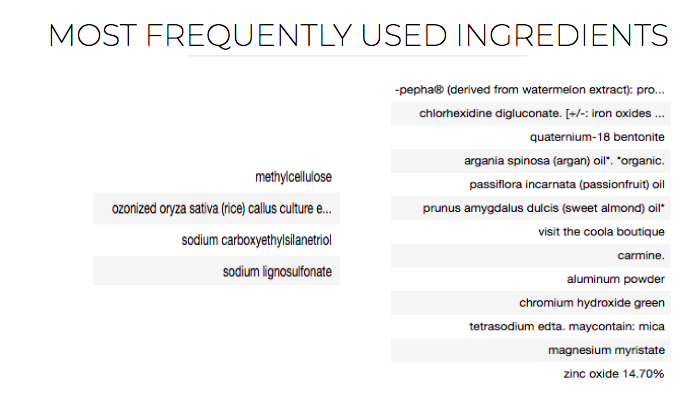 MOST FREQUENTLY USED INGREDIENTS
methylcellulose
ozonized oryza sativa (rice) callus culture e...
sodium carboxyethylsilanetriol
sodium lignosulfonate
-pepha® (derived from watermelon extract): pro...
chlorhexidine digluconate. [+/-: iron oxides ...
quaternium-18 bentonite
argania spinosa (argan) oil*. *organic.
passiflora incarnata (passionfruit) oil
prunus amygdalus dulcis (sweet almond) oil*
visit the coola boutique
carmine.
aluminum powder
chromium hydroxide green
tetrasodium edta. maycontain: mica
magnesium myristate
zinc oxide 14.70%